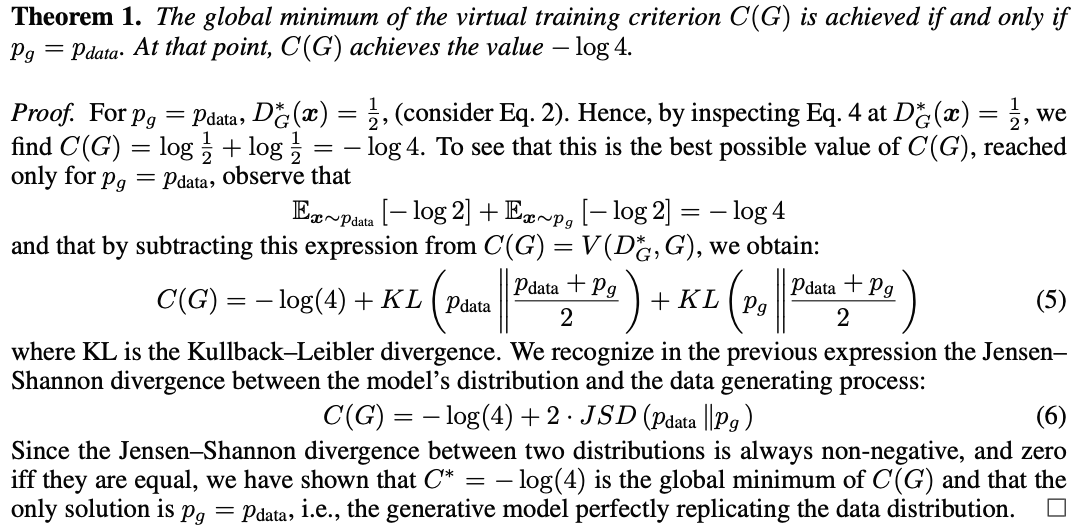 Theorem 1. The global minimum of the virtual training criterion C(G) is achieved if and only if
p_g = p_data. At that point, C(G) achieves the value − log 4.
Proof. For p_g = p_data, D*_G(x) = 1/2, (consider Eq. 2). Hence, by inspecting Eq. 4 at D*_G(x) = 1/2, we
find C(G) = log 1/2 + log 1/2 = − log 4. To see that this is the best possible value of C(G), reached
only for p_g = p_data, observe that
𝔼_{x∼p_data} [− log 2] + 𝔼_{x∼p_g} [− log 2] = − log 4
and that by subtracting this expression from C(G) = V(D*_G, G), we obtain:
C(G) = − log(4) + KL ( p_data ‖ (p_data + p_g)/2 ) + KL ( p_g ‖ (p_data + p_g)/2 ) (5)
where KL is the Kullback–Leibler divergence. We recognize in the previous expression the Jensen–
Shannon divergence between the model's distribution and the data generating process:
C(G) = − log(4) + 2 · JSD (p_data ‖p_g ) (6)
Since the Jensen–Shannon divergence between two distributions is always non-negative, and zero
iff they are equal, we have shown that C* = − log(4) is the global minimum of C(G) and that the
only solution is p_g = p_data, i.e., the generative model perfectly replicating the data distribution. □